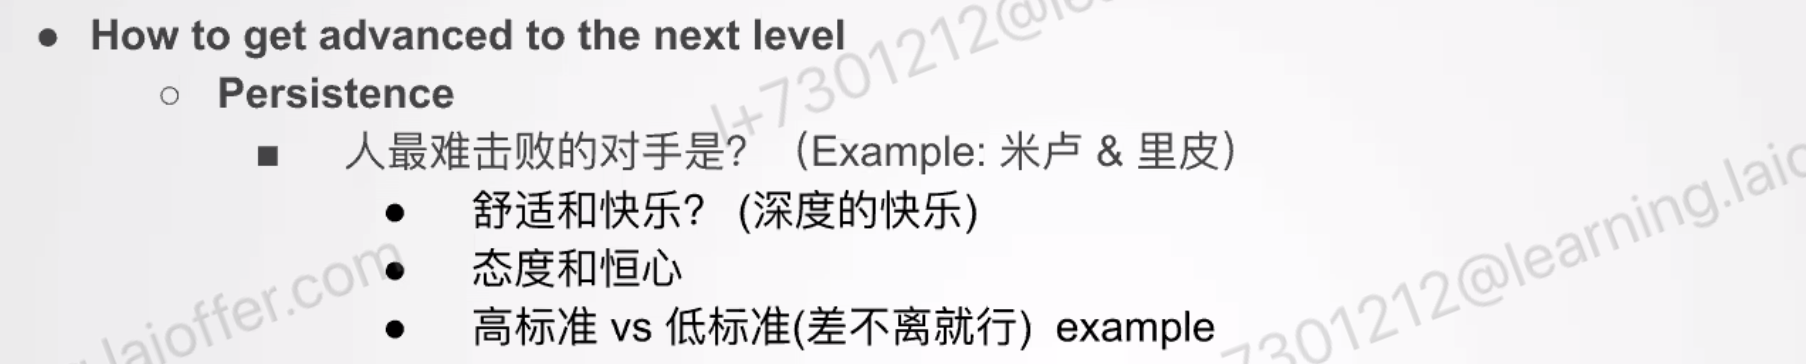 ● How to get advanced to the next level
○ Persistence
■ 人最难击败的对手是? （Example: 米卢 & 里皮）
● 舒适和快乐? (深度的快乐)
● 态度和恒心
● 高标准 vs 低标准(差不离就行) example
l+7301212@le
.laioffer.com
7301212@learning.laio